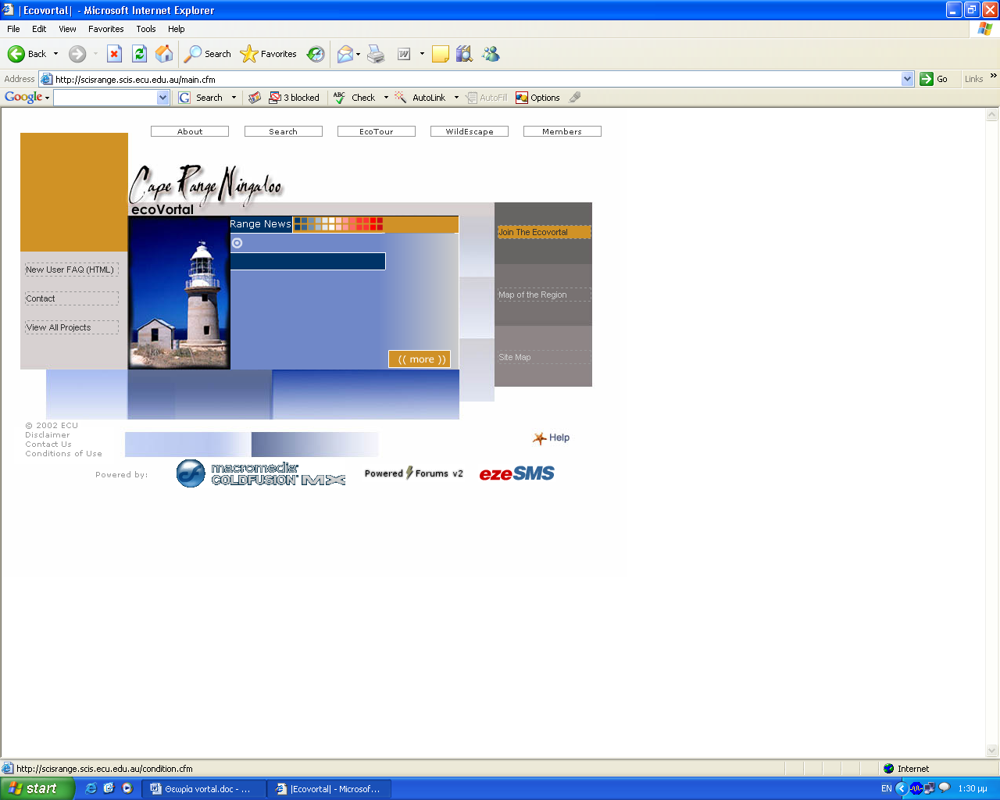 |Ecovortal| - Microsoft Internet Explorer
File Edit View Favorites Tools Help
Back Search Favorites
Address http://scisrange.scis.ecu.edu.au/main.cfm Go Links »
Google Search 3 blocked Check AutoLink AutoFill Options
About Search EcoTour WildEscape Members
Cape Range Ningaloo
ecoVortal
Range News
Join The Ecovortal
New User FAQ (HTML)
Map of the Region
Contact
View All Projects
Site Map
(( more ))
© 2002 ECU
Disclaimer
Contact Us
Conditions of Use
Help
Powered by: macromedia COLDFUSION MX Powered Forums v2 ezeSMS
http://scisrange.scis.ecu.edu.au/condition.cfm Internet
start Θεωρία vortal.doc - ... |Ecovortal| - Microsof... EN 1:30 μμ